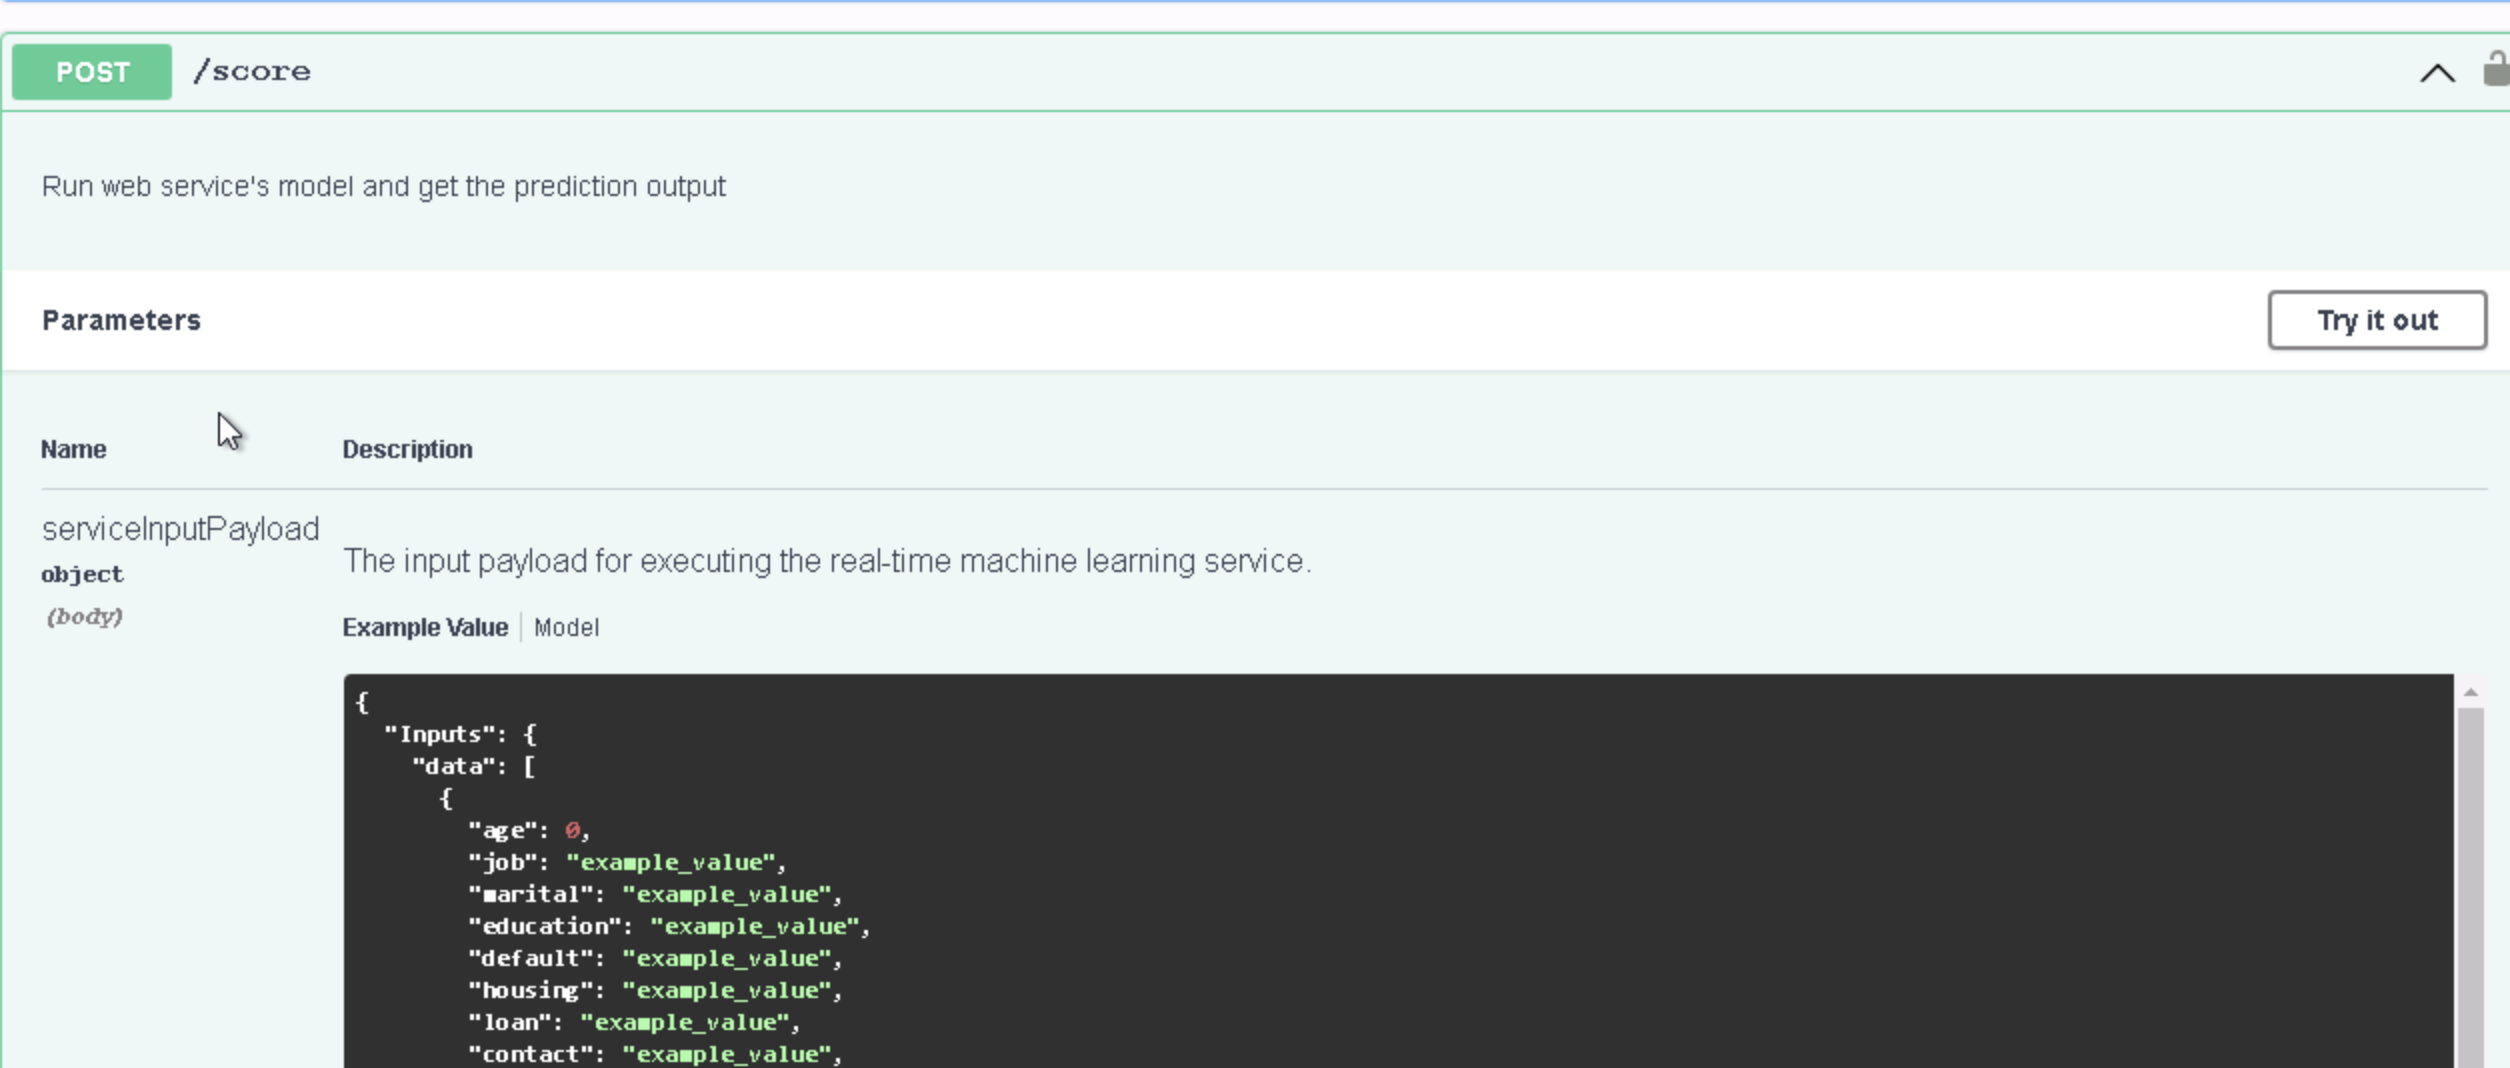 POST /score
Run web service's model and get the prediction output
Parameters
Try it out
Name Description
serviceInputPayload
object
(body)
The input payload for executing the real-time machine learning service.
Example Value | Model
{
"Inputs": {
"data": [
{
"age": 0,
"job": "example_value",
"marital": "example_value",
"education": "example_value",
"default": "example_value",
"housing": "example_value",
"loan": "example_value",
"contact": "example_value",